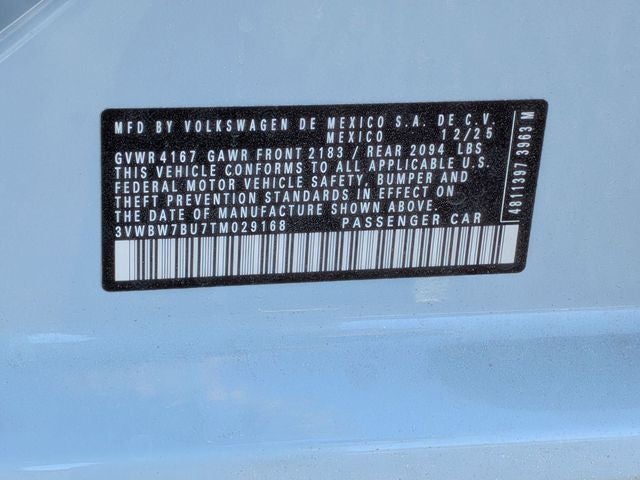 MFD BY VOLKSWAGEN DE MEXICO S.A. DE C.V.
MEXICO 12/25
GVWR 4167 GAWR FRONT 2183 / REAR 2094 LBS
THIS VEHICLE CONFORMS TO ALL APPLICABLE U.S.
FEDERAL MOTOR VEHICLE SAFETY, BUMPER AND
THEFT PREVENTION STANDARDS IN EFFECT ON
THE DATE OF MANUFACTURE SHOWN ABOVE.
3VWBW7BU7TM029168 PASSENGER CAR
4811397 3963 M